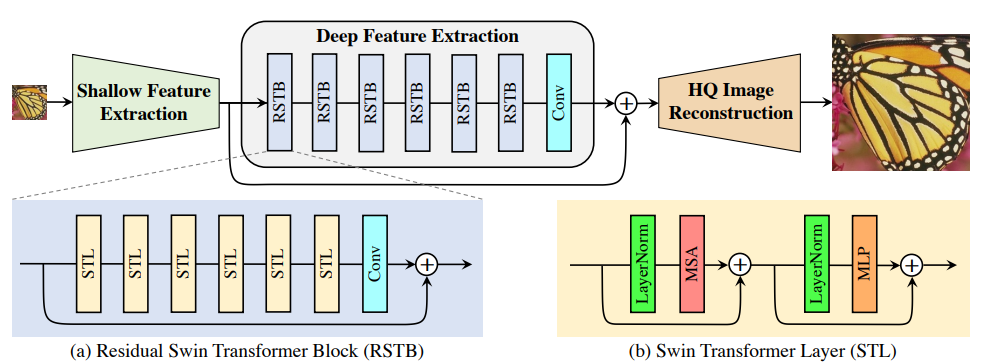 Deep Feature Extraction
Shallow Feature
Extraction
RSTB
RSTB
RSTB
RSTB
RSTB
RSTB
Conv
+
HQ Image
Reconstruction
STL
STL
STL
STL
STL
STL
Conv
+
LayerNorm
MSA
+
LayerNorm
MLP
+
(a) Residual Swin Transformer Block (RSTB)
(b) Swin Transformer Layer (STL)